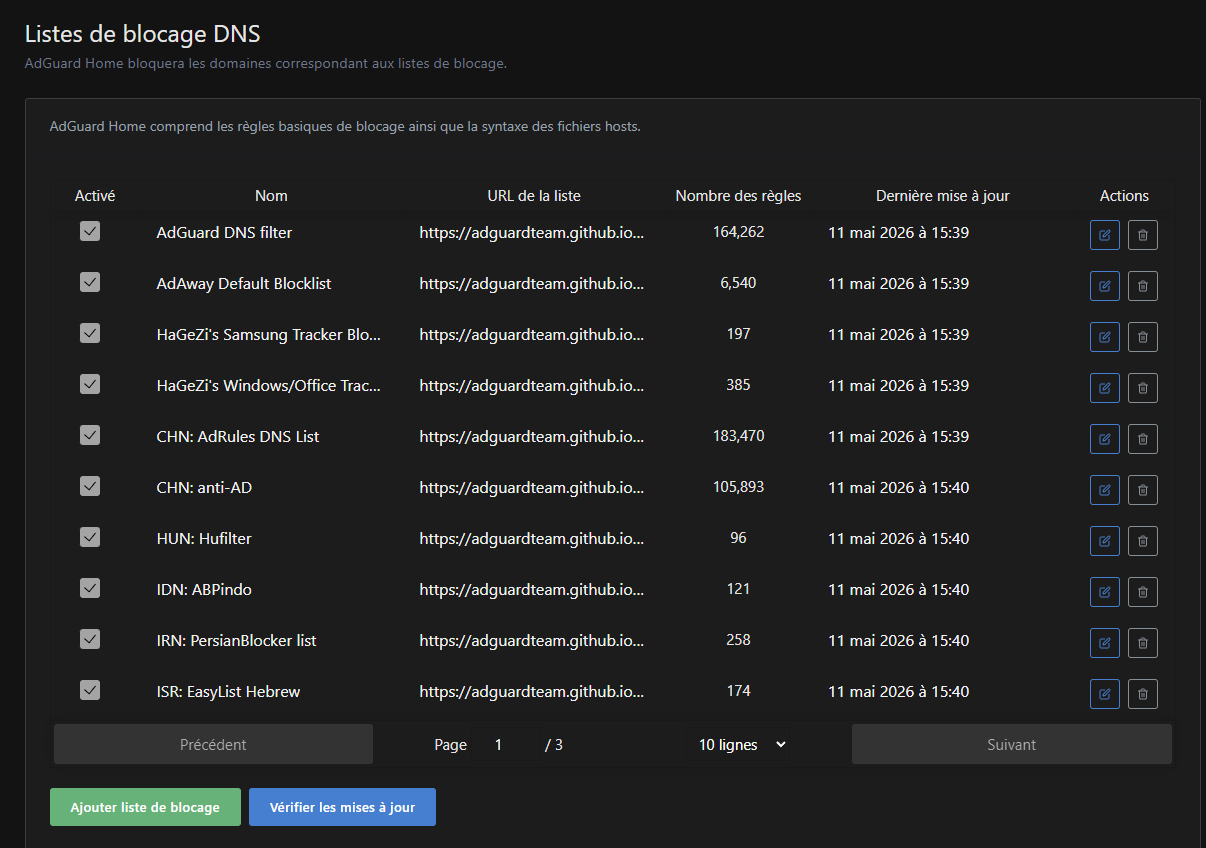 Listes de blocage DNS
AdGuard Home bloquera les domaines correspondant aux listes de blocage.
AdGuard Home comprend les règles basiques de blocage ainsi que la syntaxe des fichiers hosts.
Activé Nom URL de la liste Nombre des règles Dernière mise à jour Actions
AdGuard DNS filter https://adguardteam.github.io... 164,262 11 mai 2026 à 15:39
AdAway Default Blocklist https://adguardteam.github.io... 6,540 11 mai 2026 à 15:39
HaGeZi's Samsung Tracker Blo... https://adguardteam.github.io... 197 11 mai 2026 à 15:39
HaGeZi's Windows/Office Trac... https://adguardteam.github.io... 385 11 mai 2026 à 15:39
CHN: AdRules DNS List https://adguardteam.github.io... 183,470 11 mai 2026 à 15:39
CHN: anti-AD https://adguardteam.github.io... 105,893 11 mai 2026 à 15:40
HUN: Hufilter https://adguardteam.github.io... 96 11 mai 2026 à 15:40
IDN: ABPindo https://adguardteam.github.io... 121 11 mai 2026 à 15:40
IRN: PersianBlocker list https://adguardteam.github.io... 258 11 mai 2026 à 15:40
ISR: EasyList Hebrew https://adguardteam.github.io... 174 11 mai 2026 à 15:40
Précédent Page 1 / 3 10 lignes Suivant
Ajouter liste de blocage Vérifier les mises à jour